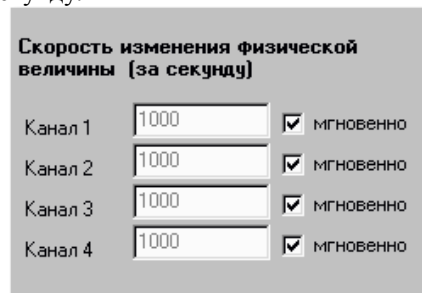 Скорость изменения физической
величины (за секунду)
Канал 1 1000 мгновенно
Канал 2 1000 мгновенно
Канал 3 1000 мгновенно
Канал 4 1000 мгновенно